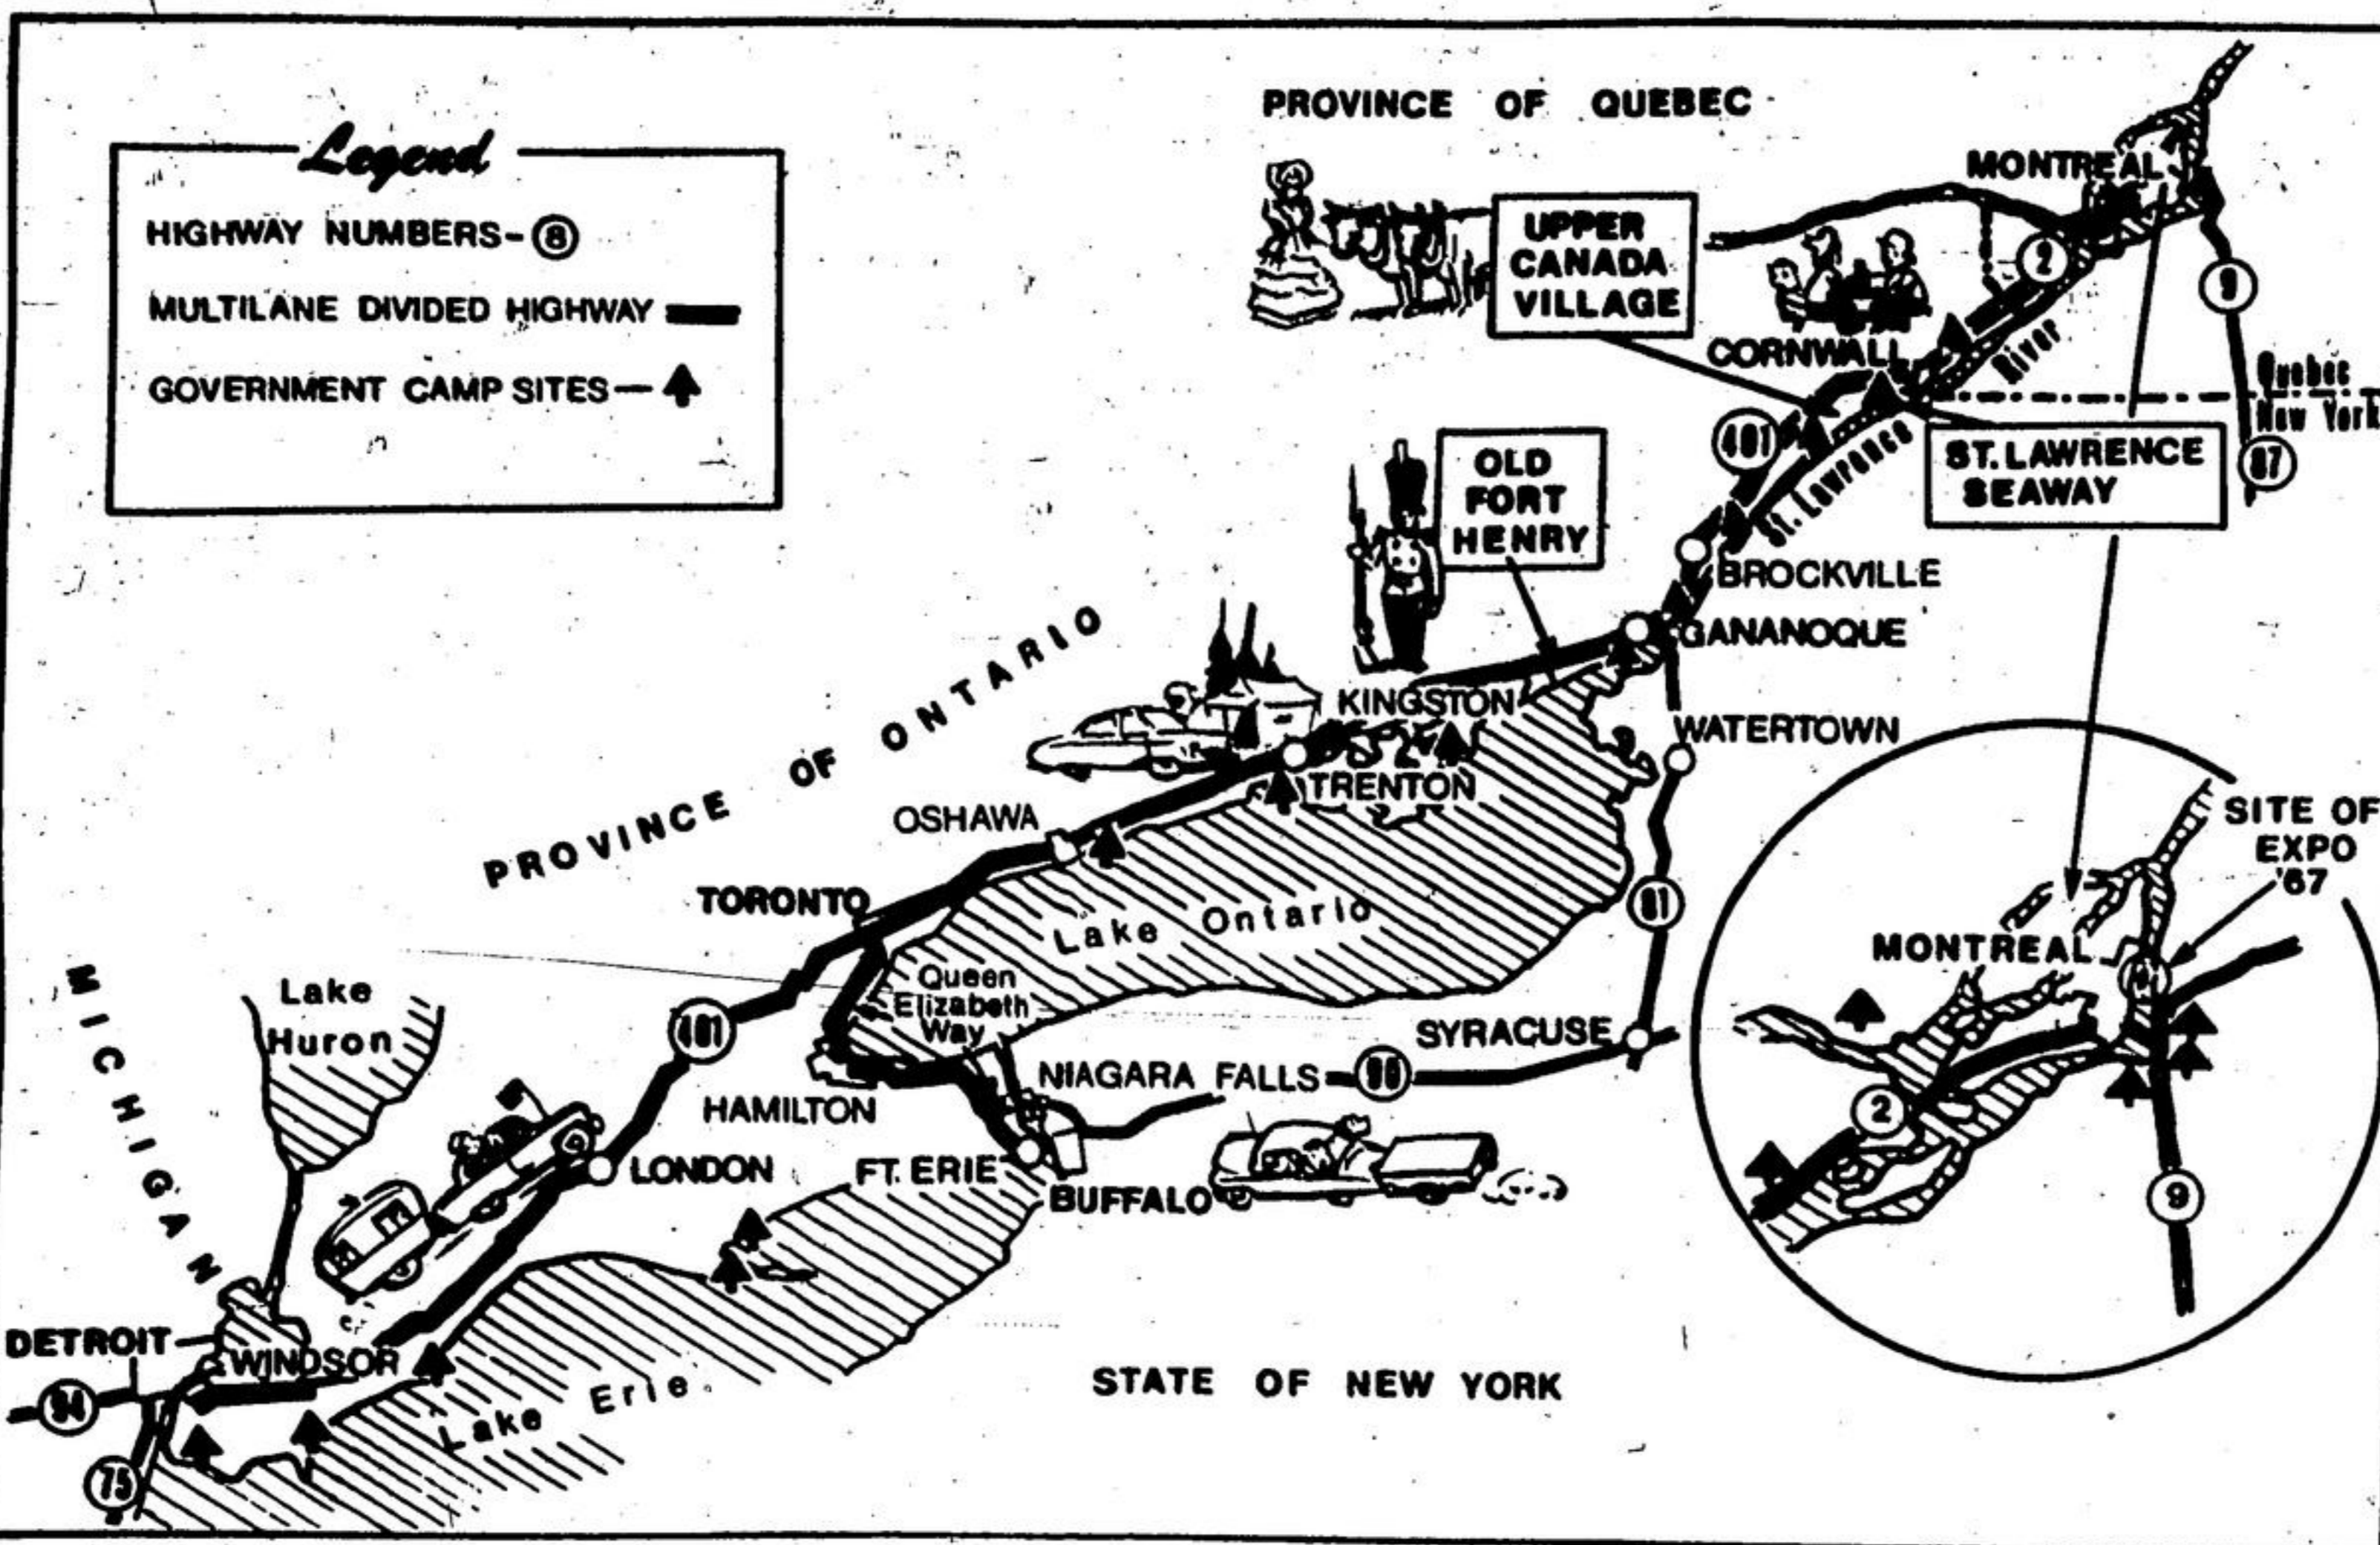 Legend
HIGHWAY NUMBERS-8
MULTILANE DIVIDED HIGHWAY
GOVERNMENT CAMP SITES
PROVINCE OF QUEBEC
MONTREAL
UPPER
CANADA
VILLAGE
2
9
CORNWALL
River
Quebec
New York
401
St. Lawrence
ST. LAWRENCE
SEAWAY
87
OLD
FORT
HENRY
BROCKVILLE
GANANOQUE
PROVINCE OF ONTARIO
KINGSTON
WATERTOWN
TRENTON
OSHAWA
SITE OF
EXPO
'67
TORONTO
81
Lake Ontario
MONTREAL
MICHIGAN
Lake
Huron
Queen
Elizabeth
Way
401
SYRACUSE
NIAGARA FALLS
90
HAMILTON
2
LONDON
FT. ERIE
BUFFALO
9
DETROIT
WINDSOR
94
Lake Erie
STATE OF NEW YORK
75